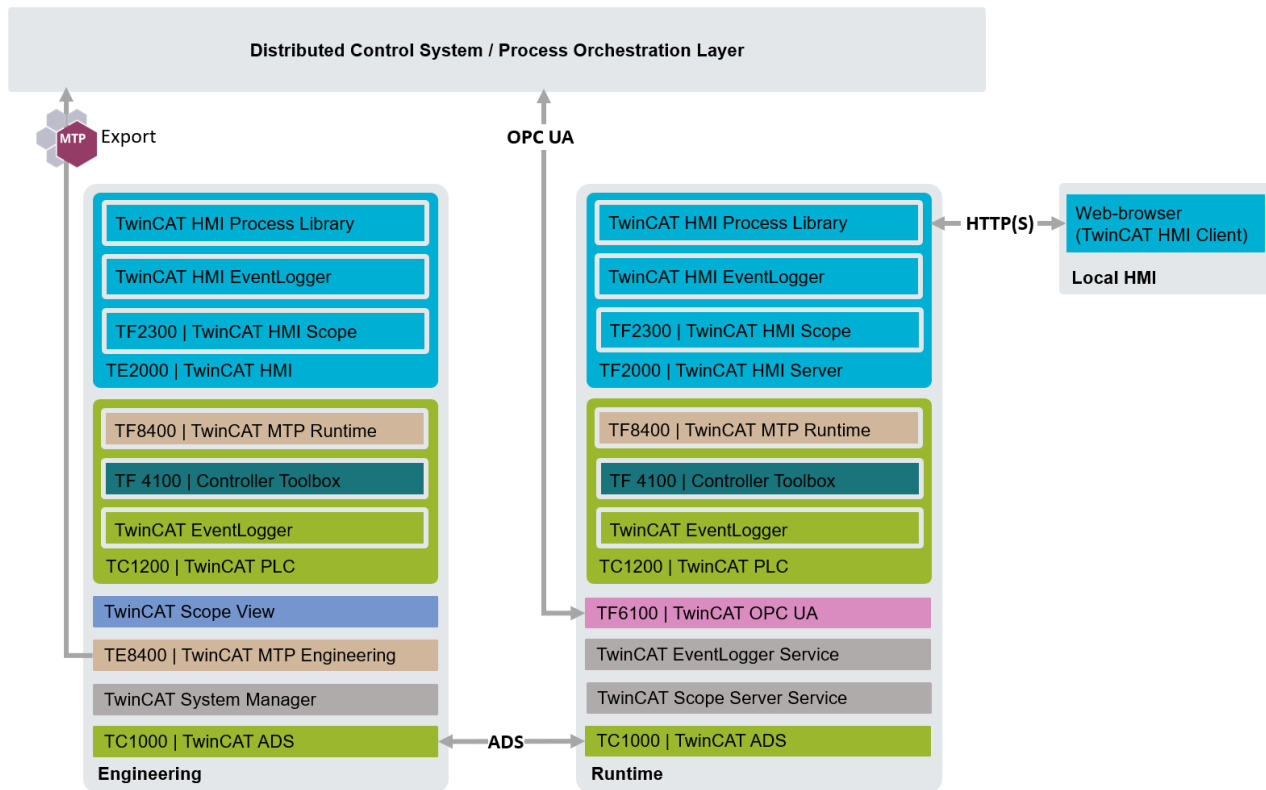 Distributed Control System / Process Orchestration Layer
MTP
Export
OPC UA
TwinCAT HMI Process Library
TwinCAT HMI EventLogger
TF2300 | TwinCAT HMI Scope
TE2000 | TwinCAT HMI
TF8400 | TwinCAT MTP Runtime
TF 4100 | Controller Toolbox
TwinCAT EventLogger
TC1200 | TwinCAT PLC
TwinCAT Scope View
TE8400 | TwinCAT MTP Engineering
TwinCAT System Manager
TC1000 | TwinCAT ADS
Engineering
ADS
TwinCAT HMI Process Library
TwinCAT HMI EventLogger
TF2300 | TwinCAT HMI Scope
TF2000 | TwinCAT HMI Server
TF8400 | TwinCAT MTP Runtime
TF 4100 | Controller Toolbox
TwinCAT EventLogger
TC1200 | TwinCAT PLC
TF6100 | TwinCAT OPC UA
TwinCAT EventLogger Service
TwinCAT Scope Server Service
TC1000 | TwinCAT ADS
Runtime
HTTP(S)
Web-browser
(TwinCAT HMI Client)
Local HMI